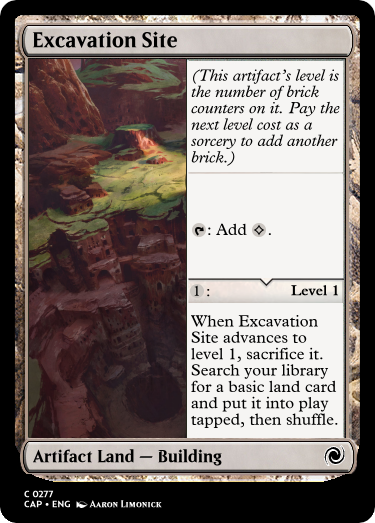 Excavation Site
(This artifact's level is
the number of brick
counters on it. Pay the
next level cost as a
sorcery to add another
brick.)
: Add .
1 :
Level 1
When Excavation
Site advances to
level 1, sacrifice it.
Search your library
for a basic land card
and put it into play
tapped, then shuffle.
Artifact Land — Building
C 0277
CAP • ENG Aaron Limonick